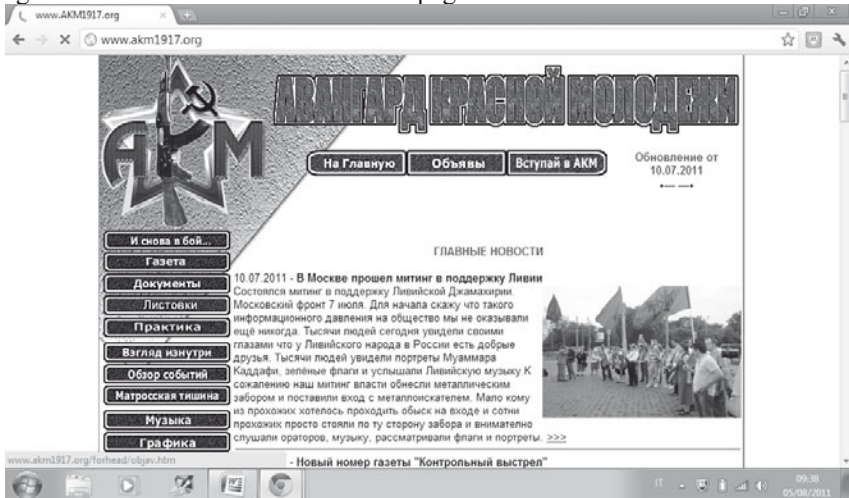 www.AKM1917.org
www.akm1917.org
АКМ
АВАНГАРД КРАСНОЙ МОЛОДЕЖИ
На Главную
Объявы
Вступай в АКМ
Обновление от
10.07.2011
И снова в бой...
Газета
Документы
Листовки
Практика
Взгляд изнутри
Обзор событий
Матросская тишина
Музыка
Графика
ГЛАВНЫЕ НОВОСТИ
10.07.2011 - В Москве прошел митинг в поддержку Ливии
Состоялся митинг в поддержку Ливийской Джамахирии.
Московский фронт 7 июля. Для начала скажу что такого
информационного давления на общество мы не оказывали
ещё никогда. Тысячи людей сегодня увидели своими
глазами что у Ливийского народа в России есть добрые
друзья. Тысячи людей увидели портреты Муаммара
Каддафи, зелёные флаги и услышали Ливийскую музыку К
сожалению наш митинг власти обнесли металлическим
забором и поставили вход с металлоискателем. Мало кому
из прохожих хотелось проходить обыск на входе и сотни
прохожих просто стояли по ту сторону забора и внимательно
слушали ораторов, музыку, рассматривали флаги и портреты. >>>
- Новый номер газеты "Контрольный выстрел"
www.akm1917.org/forhead/objav.htm
IT
09:38
05/08/2011